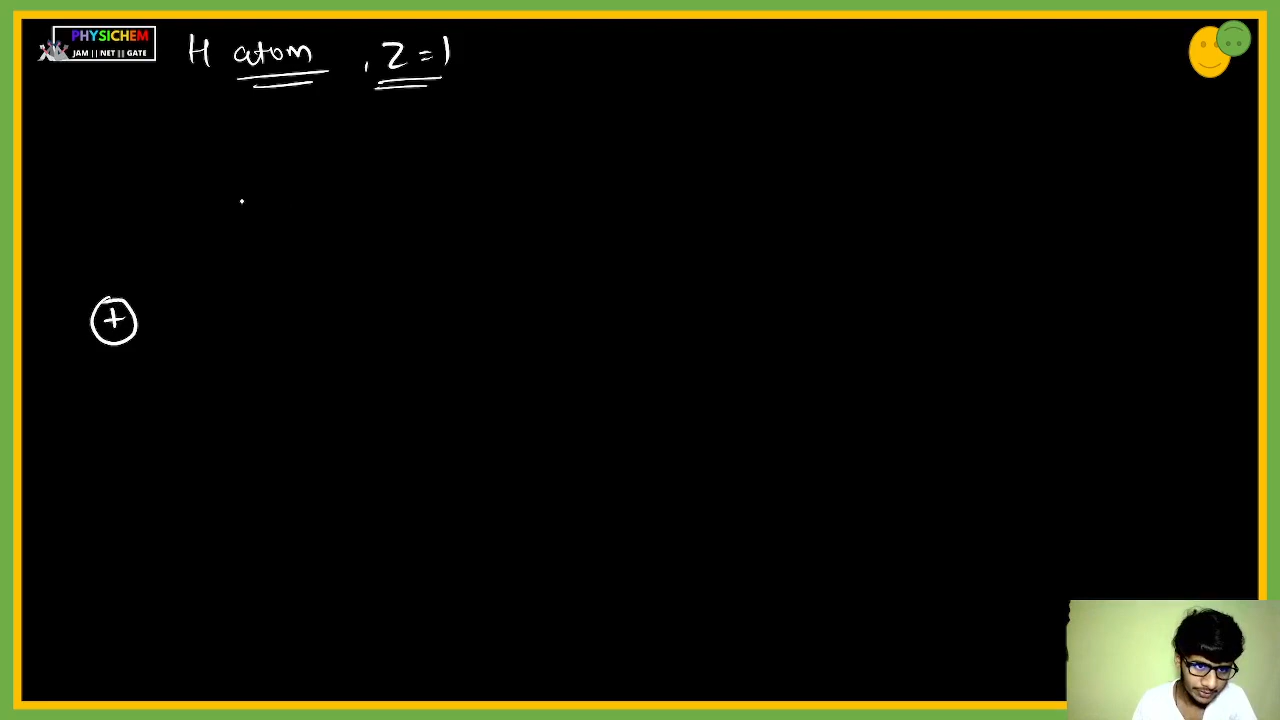 PHYSICHEM
JAM || NET || GATE
H atom , Z = 1
+